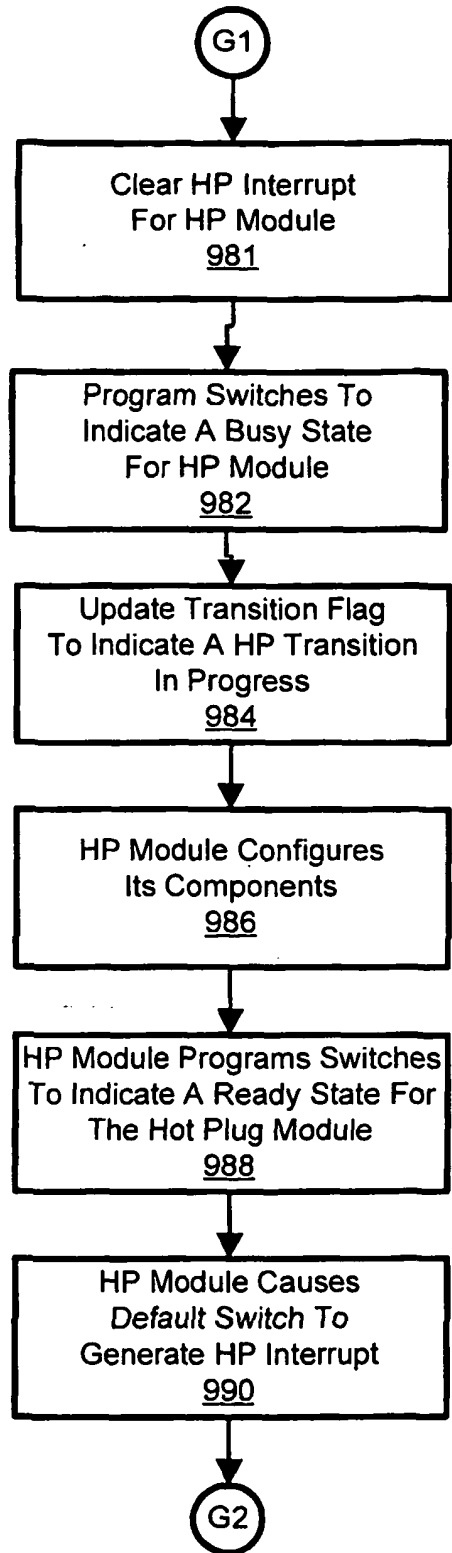 G1
Clear HP Interrupt
For HP Module
981
Program Switches To
Indicate A Busy State
For HP Module
982
Update Transition Flag
To Indicate A HP Transition
In Progress
984
HP Module Configures
Its Components
986
HP Module Programs Switches
To Indicate A Ready State For
The Hot Plug Module
988
HP Module Causes
Default Switch To
Generate HP Interrupt
990
G2